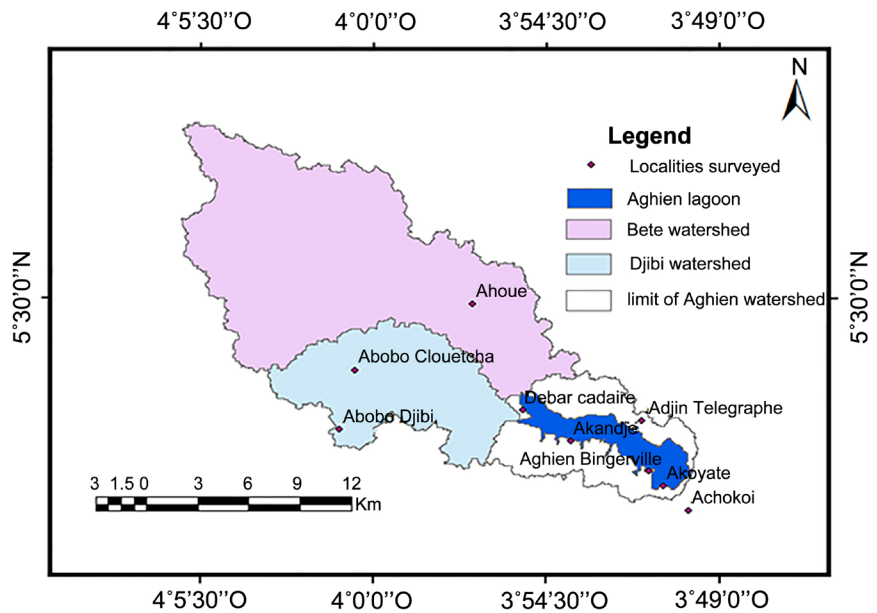 4°5'30''O 4°0'0''O 3°54'30''O 3°49'0''O
N
Legend
Localities surveyed
Aghien lagoon
Bete watershed
Djibi watershed
limit of Aghien watershed
5°30'0''N
5°30'0''N
Ahoue
Abobo Clouetcha
Debar cadaire
Adjin Telegraphe
Abobo Djibi
Akandje
Aghien Bingerville
Akoyate
Achokoi
3 1.5 0 3 6 9 12
Km
4°5'30''O 4°0'0''O 3°54'30''O 3°49'0''O